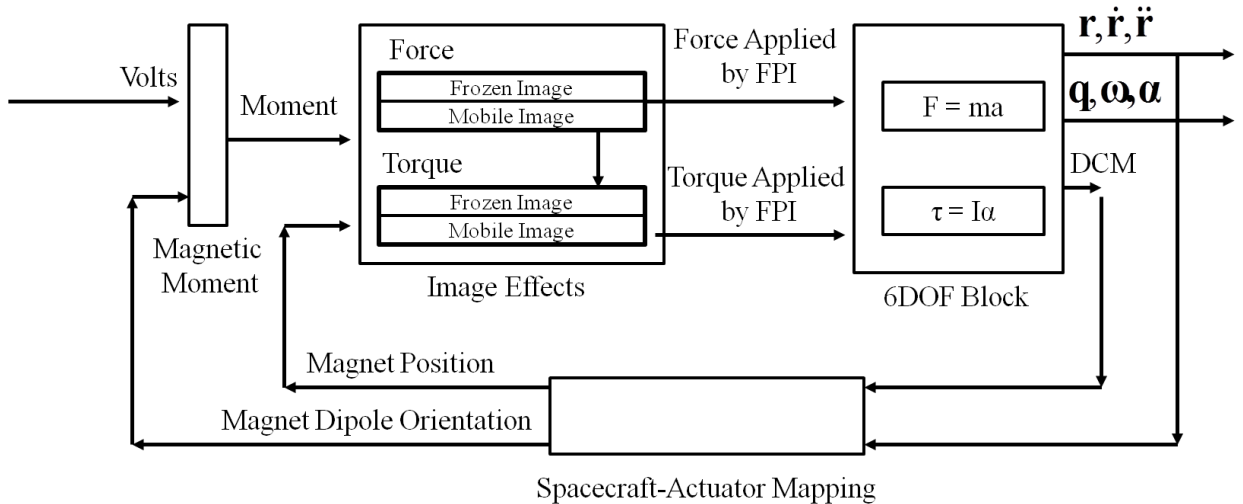 Volts
Moment
Magnetic
Moment
Force
Frozen Image
Mobile Image
Torque
Frozen Image
Mobile Image
Image Effects
Force Applied
by FPI
Torque Applied
by FPI
F = ma
τ = Iα
6DOF Block
r, ṙ, r̈
q, ω, α
DCM
Magnet Position
Magnet Dipole Orientation
Spacecraft-Actuator Mapping